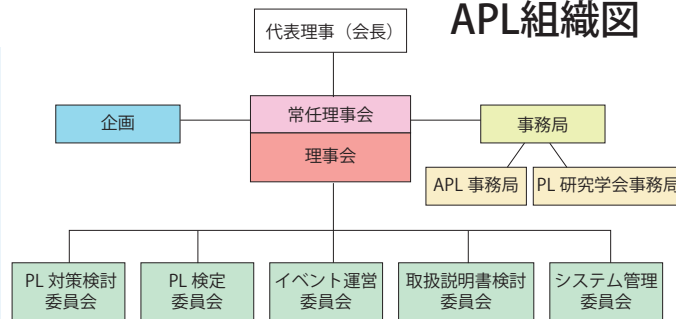 APL組織図
代表理事（会長）
企画
常任理事会
事務局
理事会
APL 事務局
PL 研究学会事務局
PL 対策検討
委員会
PL 検定
委員会
イベント運営
委員会
取扱説明書検討
委員会
システム管理
委員会